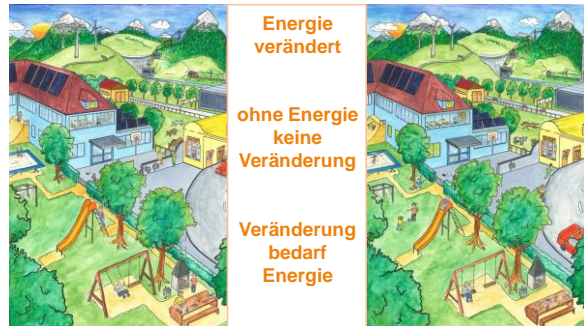 Energie
verändert
ohne Energie
keine
Veränderung
Veränderung
bedarf
Energie